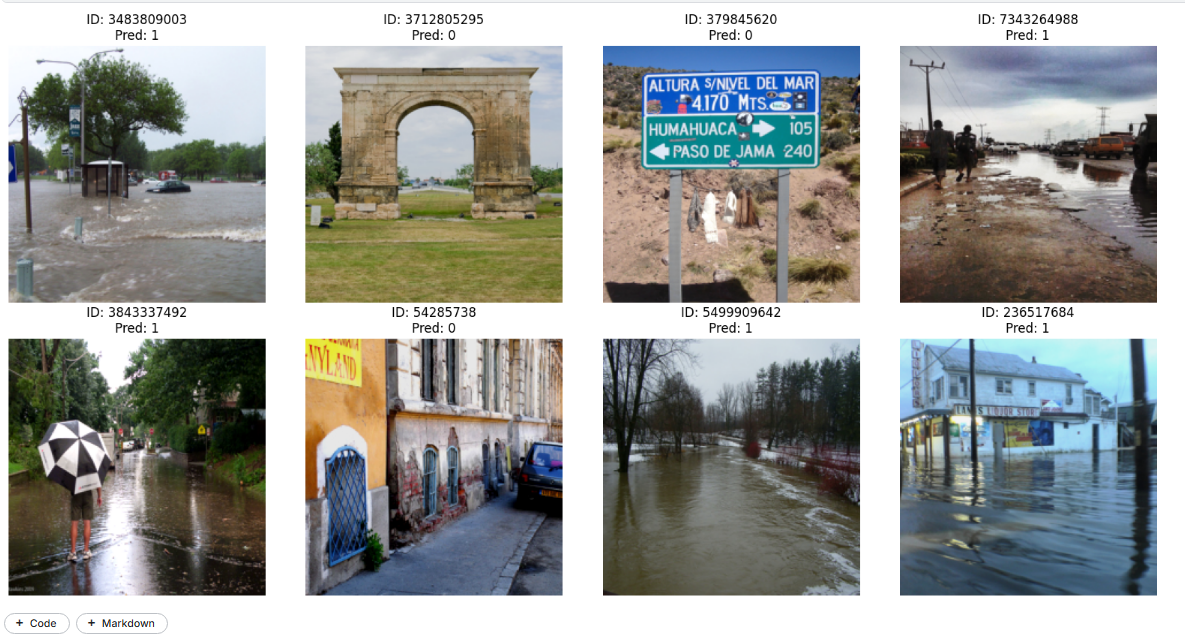 ID: 3483809003
Pred: 1
ID: 3712805295
Pred: 0
ID: 379845620
Pred: 0
ID: 7343264988
Pred: 1
ALTURA S/NIVEL DEL MAR
4.170 MTS.
HUMAHUACA 105
PASO DE JAMA 240
ID: 3843337492
Pred: 1
ID: 54285738
Pred: 0
ID: 5499909642
Pred: 1
ID: 236517684
Pred: 1
NYLAND
+ Code
+ Markdown